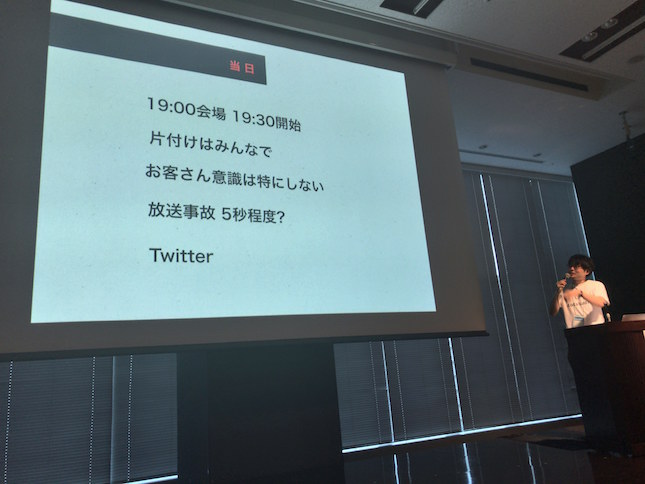 当日
19:00会場 19:30開始
片付けはみんなで
お客さん意識は特にしない
放送事故 5秒程度?
Twitter